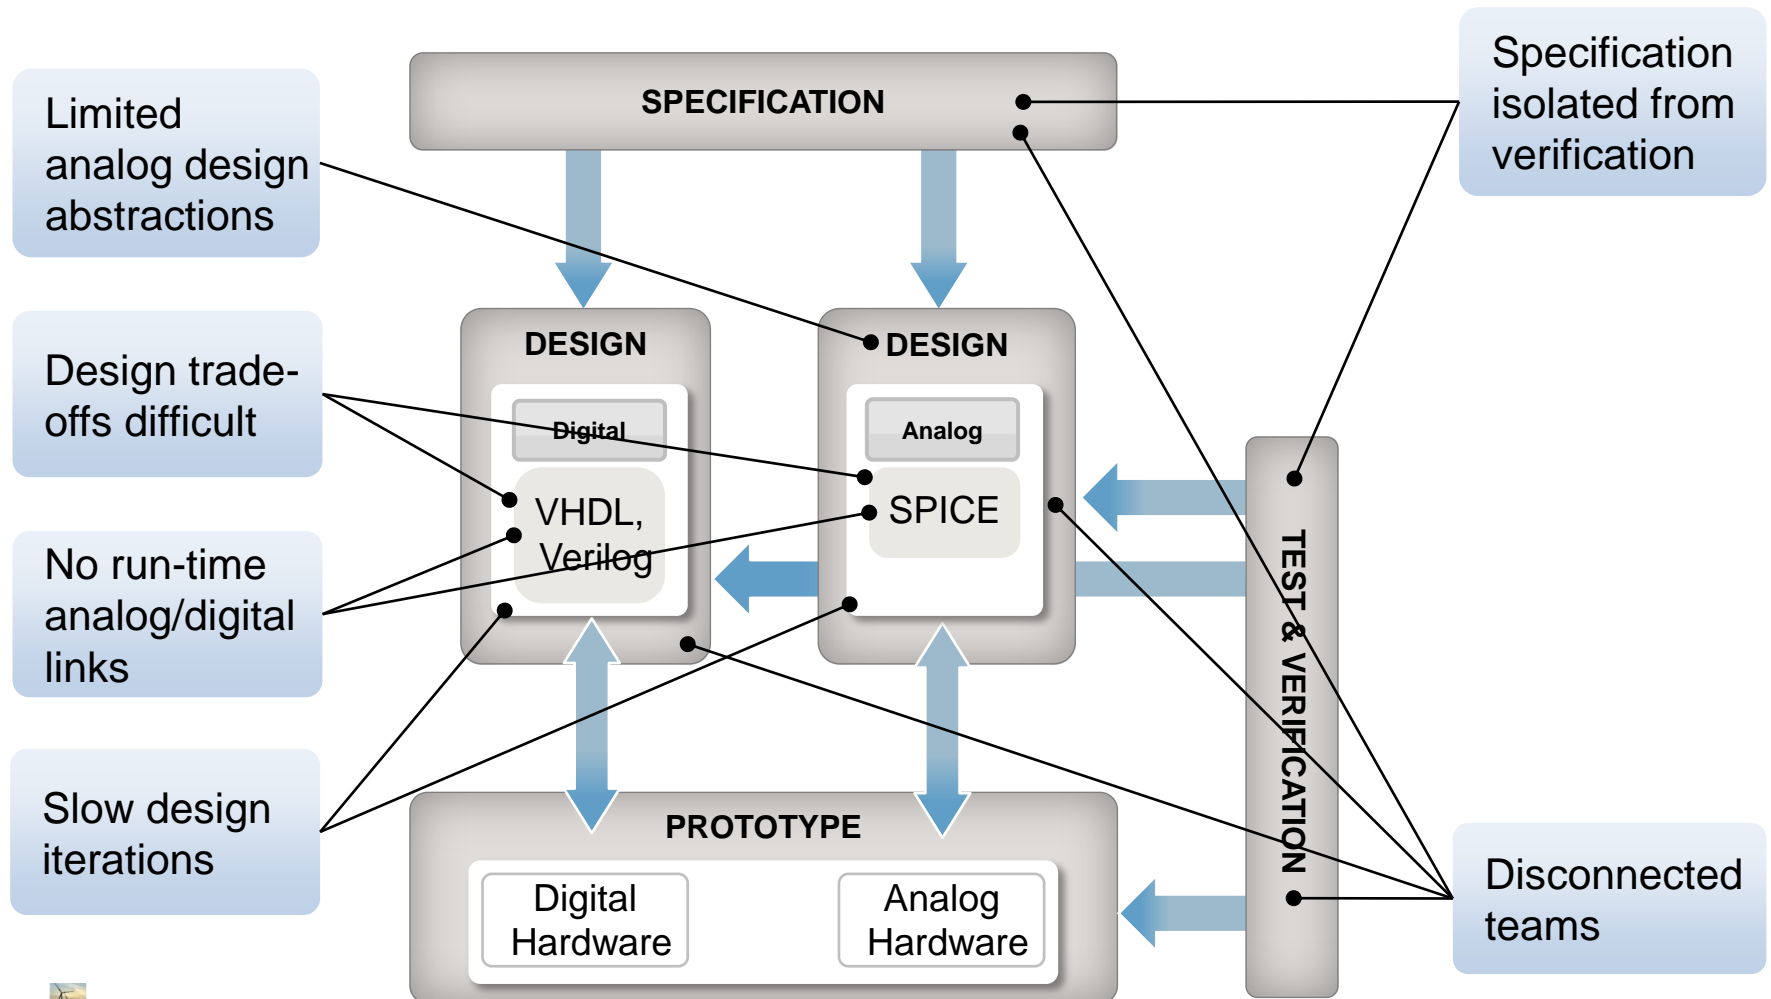 Specification
isolated from
verification
SPECIFICATION
Limited
analog design
abstractions
DESIGN
DESIGN
Design trade-
offs difficult
Digital
Analog
VHDL,
Verilog
SPICE
No run-time
analog/digital
links
TEST & VERIFICATION
Slow design
iterations
PROTOTYPE
Digital
Hardware
Analog
Hardware
Disconnected
teams